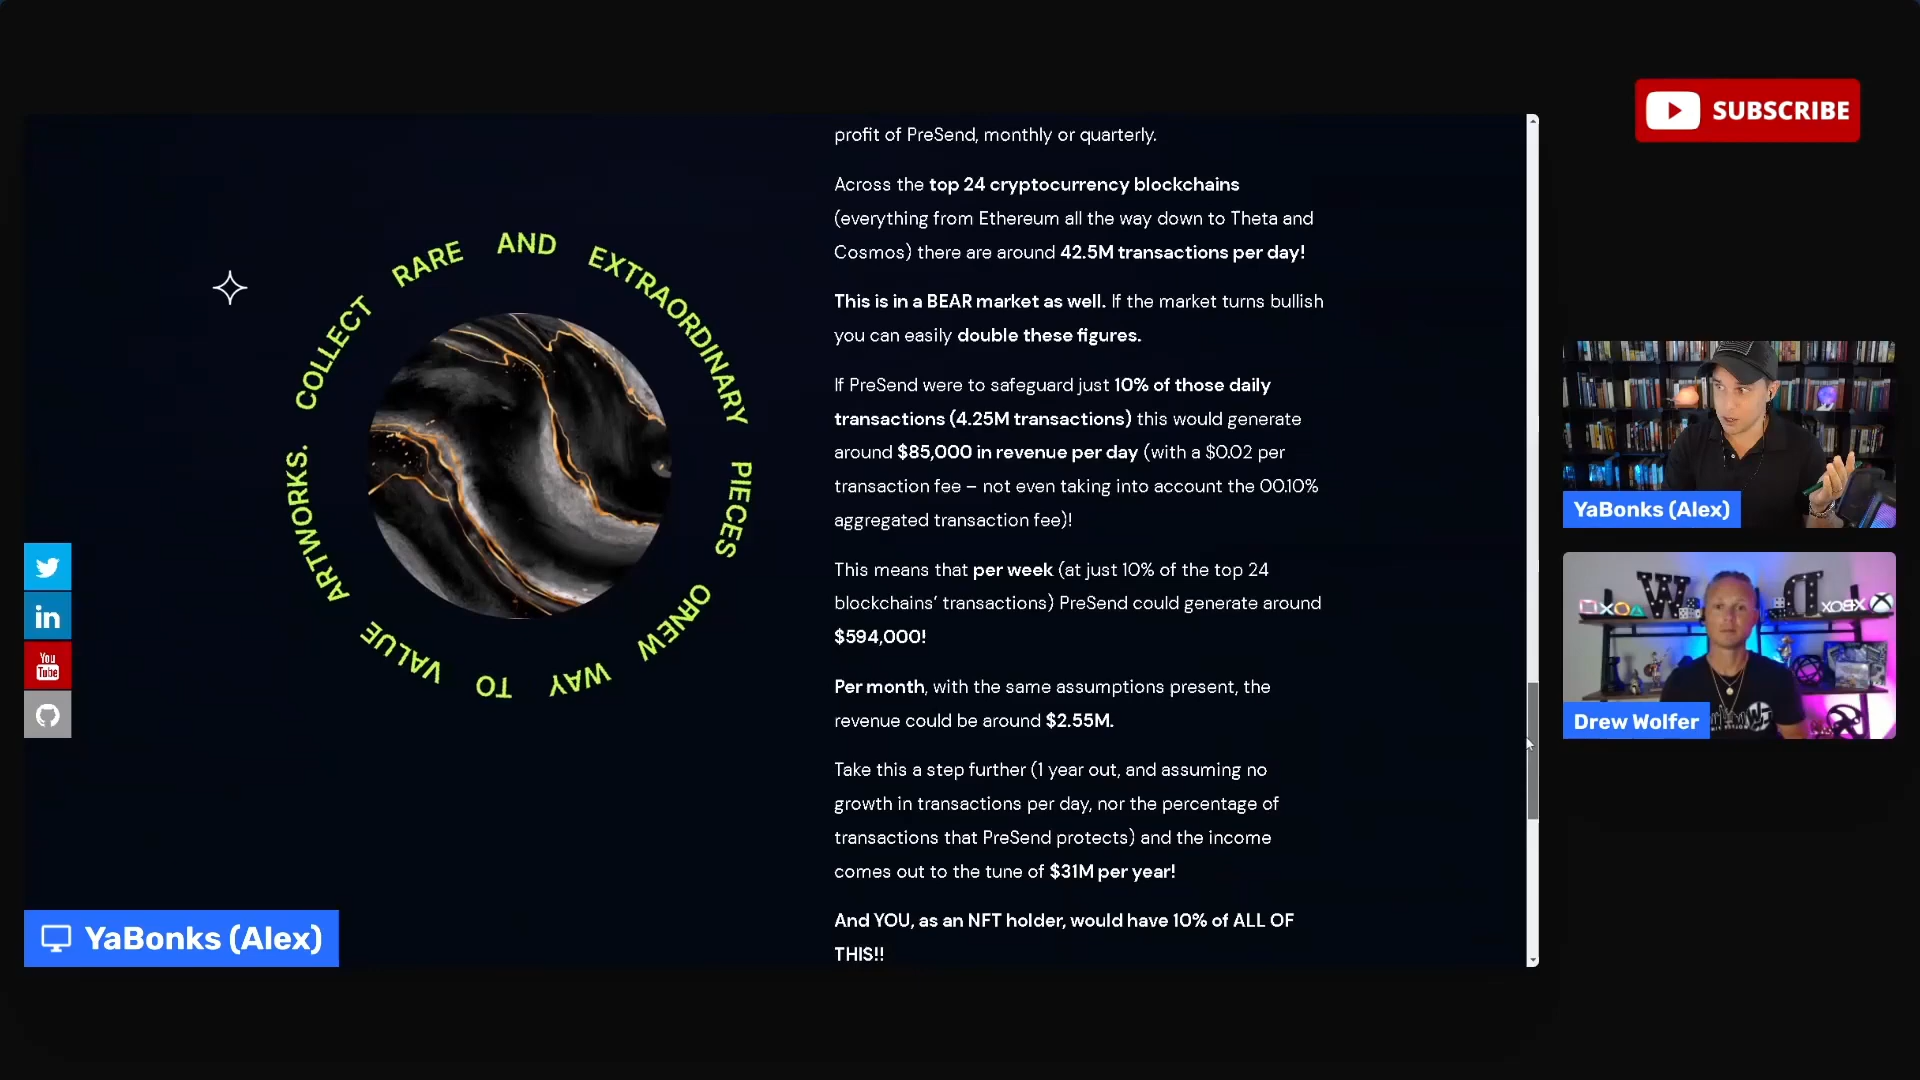 SUBSCRIBE
profit of PreSend, monthly or quarterly.
Across the top 24 cryptocurrency blockchains
(everything from Ethereum all the way down to Theta and
Cosmos) there are around 42.5M transactions per day!
This is in a BEAR market as well. If the market turns bullish
you can easily double these figures.
If PreSend were to safeguard just 10% of those daily
transactions (4.25M transactions) this would generate
around $85,000 in revenue per day (with a $0.02 per
transaction fee – not even taking into account the 00.10%
aggregated transaction fee)!
This means that per week (at just 10% of the top 24
blockchains’ transactions) PreSend could generate around
$594,000!
Per month, with the same assumptions present, the
revenue could be around $2.55M.
Take this a step further (1 year out, and assuming no
growth in transactions per day, nor the percentage of
transactions that PreSend protects) and the income
comes out to the tune of $31M per year!
And YOU, as an NFT holder, would have 10% of ALL OF
THIS!!
COLLECT RARE AND EXTRAORDINARY PIECES ORNEW WAY TO VALUE ARTWORKS.
in
You
Tube
YaBonks (Alex)
YaBonks (Alex)
W D
XBOX
Drew Wolfer